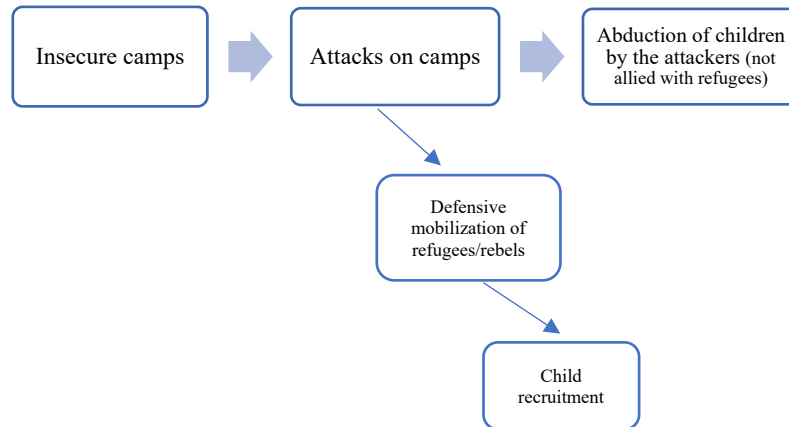 Insecure camps
Attacks on camps
Abduction of children
by the attackers (not
allied with refugees)
Defensive
mobilization of
refugees/rebels
Child
recruitment